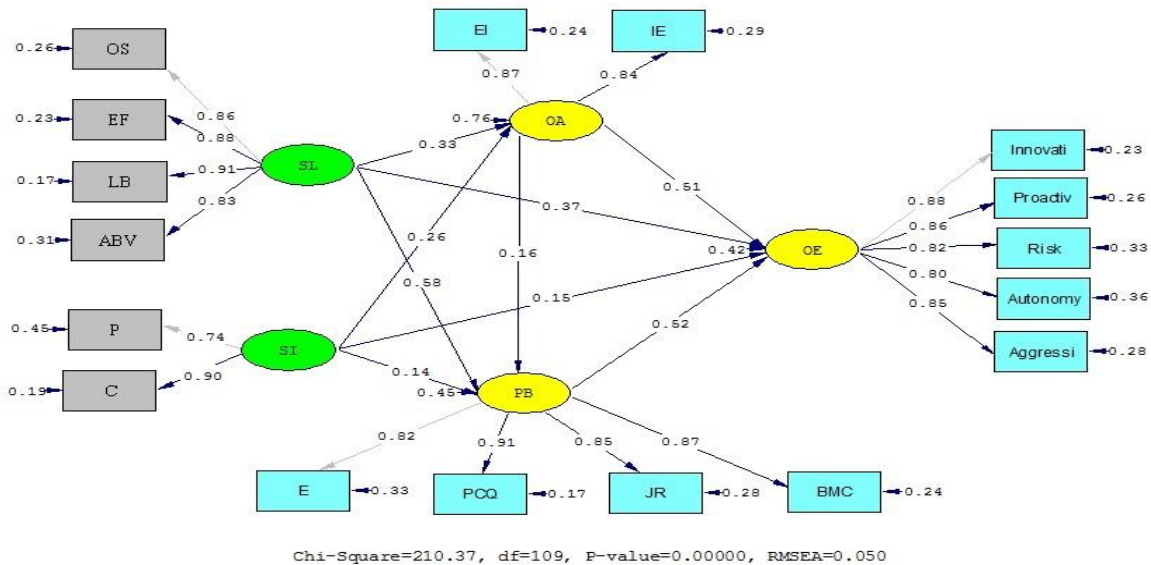 EI
0.24
IE
0.29
0.26
OS
0.87
0.84
0.86
0.23
EF
0.88
0.76
OA
0.33
SL
Innovati
0.23
0.17
LB
0.91
0.51
0.88
Proactiv
0.26
0.83
0.37
0.86
0.31
ABV
0.26
0.16
0.42
OE
0.82
Risk
0.33
0.58
0.80
Autonomy
0.36
0.15
0.85
0.45
P
0.74
SI
0.52
Aggressi
0.28
0.14
0.19
C
0.90
0.45
PB
0.82
0.91
0.85
0.87
E
0.33
PCQ
0.17
JR
0.28
BMC
0.24
Chi-Square=210.37, df=109, P-value=0.00000, RMSEA=0.050